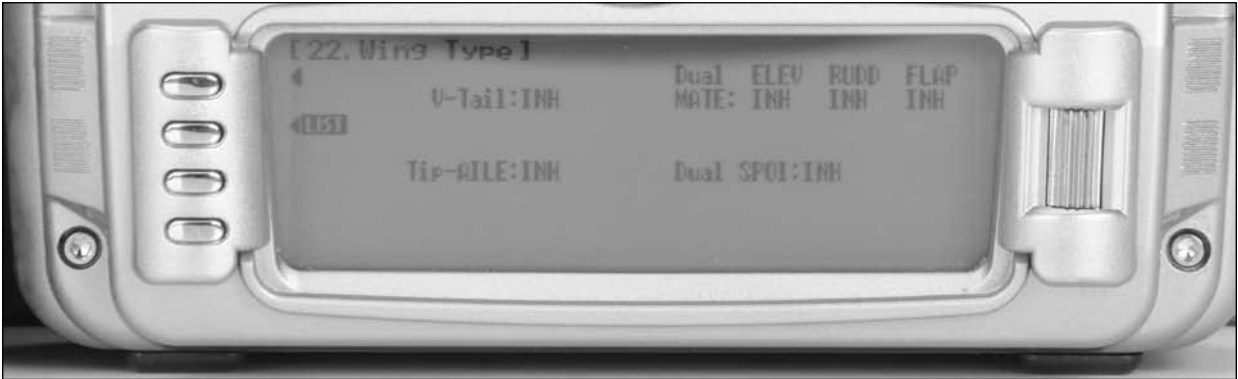 [22.Wing Type]
Dual ELEV RUDD FLAP
V-Tail:INH MATE: INH INH INH
LIST
Tip-AILE:INH Dual SPO1:INH